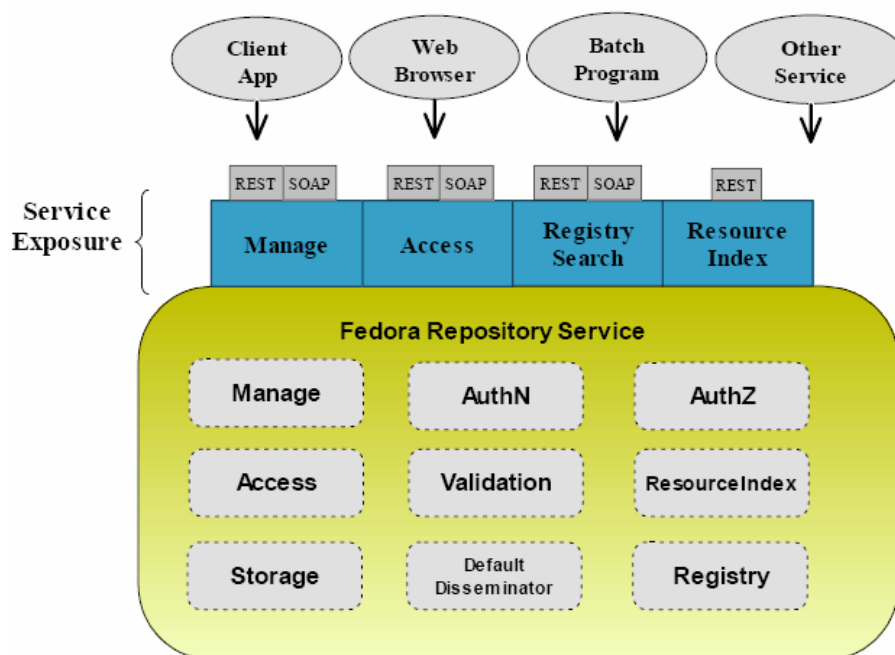 Client
App
Web
Browser
Batch
Program
Other
Service
REST SOAP
REST SOAP
REST SOAP
REST
Service
Exposure
Manage
Access
Registry
Search
Resource
Index
Fedora Repository Service
Manage
AuthN
AuthZ
Access
Validation
ResourceIndex
Storage
Default
Disseminator
Registry